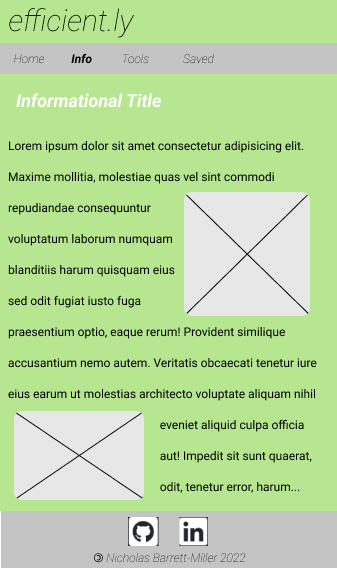 efficient.ly
Home Info Tools Saved
Informational Title
Lorem ipsum dolor sit amet consectetur adipisicing elit.
Maxime mollitia, molestiae quas vel sint commodi
repudiandae consequuntur
voluptatum laborum numquam
blanditiis harum quisquam eius
sed odit fugiat iusto fuga
praesentium optio, eaque rerum! Provident similique
accusantium nemo autem. Veritatis obcaecati tenetur iure
eius earum ut molestias architecto voluptate aliquam nihil
eveniet aliquid culpa officia
aut! Impedit sit sunt quaerat,
odit, tenetur error, harum...
in
© Nicholas Barrett-Miller 2022